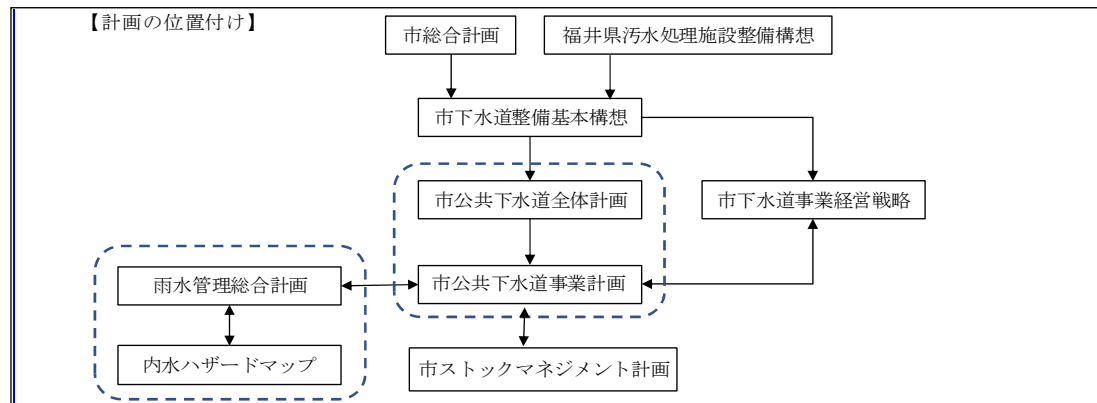 【計画の位置付け】
市総合計画
福井県汚水処理施設整備構想
市下水道整備基本構想
市公共下水道全体計画
市下水道事業経営戦略
雨水管理総合計画
市公共下水道事業計画
内水ハザードマップ
市ストックマネジメント計画